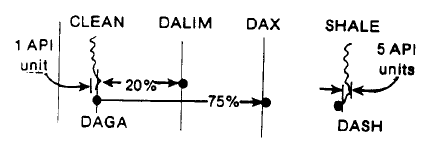 CLEAN DALIM DAX SHALE
1 API unit
5 API units
20%
75%
DAGA
DASH